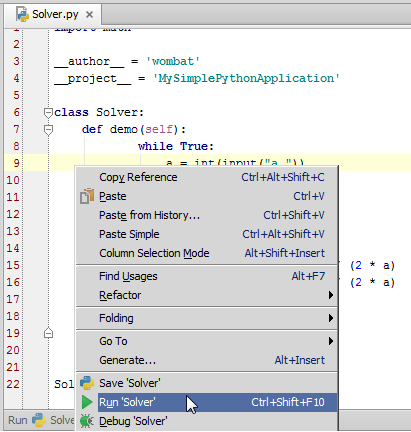 Solver.py ×
1 import math
3 __author__ = 'wombat'
4 __project__ = 'MySimplePythonApplication'
6 class Solver:
7 def demo(self):
8 while True:
9 a = int(input("a "))
10
11 Copy Reference Ctrl+Alt+Shift+C
Paste Ctrl+V
12 Paste from History... Ctrl+Shift+V
Paste Simple Ctrl+Alt+Shift+V
13 Column Selection Mode Alt+Shift+Insert
14 Find Usages Alt+F7
15 Refactor (2 * a)
16 (2 * a)
17 Folding
18 Go To
19 Generate... Alt+Insert
20 Save 'Solver'
21 Run 'Solver' Ctrl+Shift+F10
22 Sol
Debug 'Solver'
Run Solve